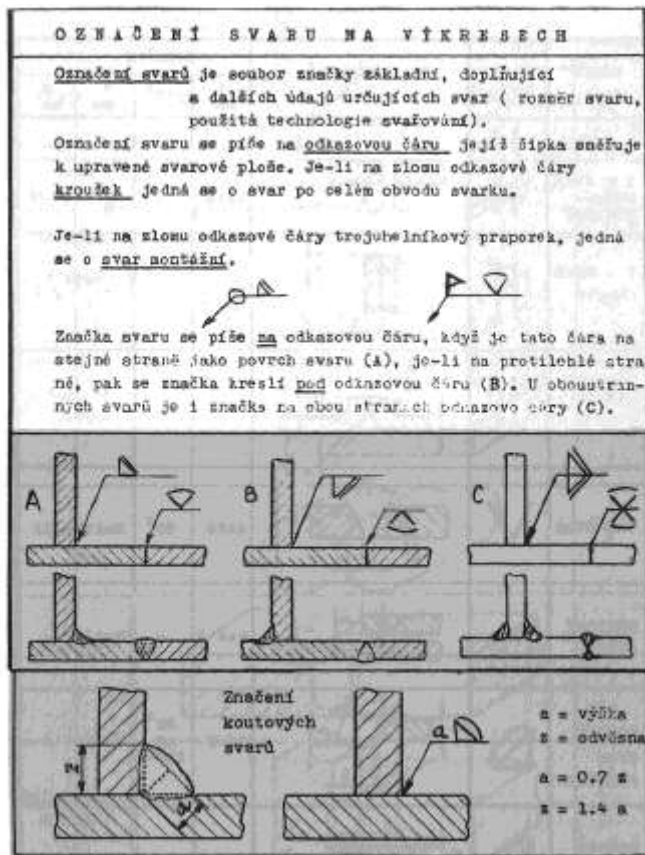 OZNAČENÍ SVARU NA VÝKRESECH
Označení svarů je soubor značky základní, doplňující
a dalších údajů určujících svar ( rozměr svaru,
použitá technologie svařování).
Označení svaru se píše na odkazovou čáru jejíž šipka směřuje
k upravené svarové ploše. Je-li na zlomu odkazové čáry
kroužek jedná se o svar po celém obvodu svarku.
Je-li na zlomu odkazové čáry trojuhelníkový praporek, jedná
se o svar montážní.
Značka svaru se píše na odkazovou čáru, když je tato čára na
stejné straně jako povrch svaru (A), je-li na protilehlé stra
ně, pak se značka kreslí pod odkazovou čáru (B). U oboustran-
ných svarů je i značka na obou stranách odkazové čáry (C).
A
B
C
Značení
koutových
svarů
z
a
a
a = výška
z = odvěsna
a = 0.7 z
z = 1.4 a